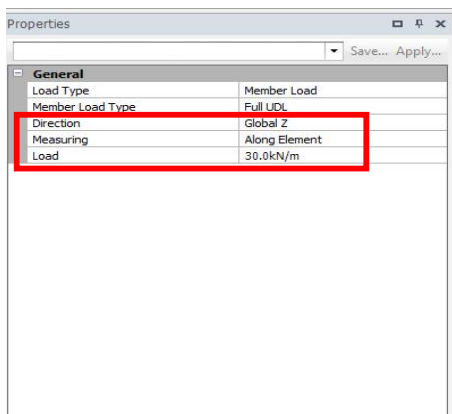 Properties
Save... Apply...
General
Load Type Member Load
Member Load Type Full UDL
Direction Global Z
Measuring Along Element
Load 30.0kN/m